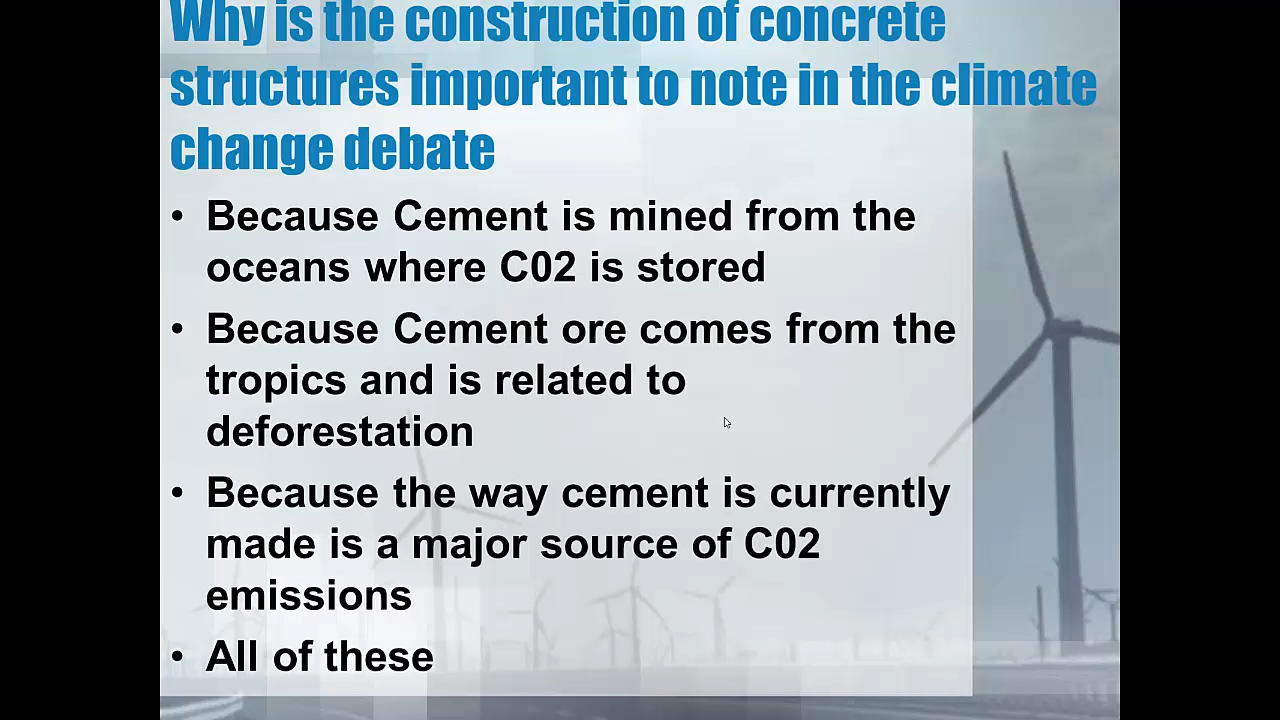 Why is the construction of concrete
structures important to note in the climate
change debate
• Because Cement is mined from the
oceans where C02 is stored
• Because Cement ore comes from the
tropics and is related to
deforestation
• Because the way cement is currently
made is a major source of C02
emissions
• All of these